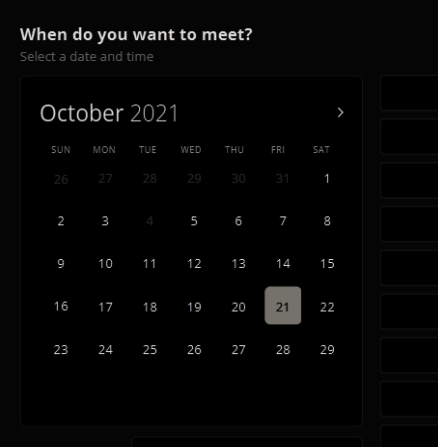 When do you want to meet?
Select a date and time
October 2021
SUN MON TUE WED THU FRI SAT
26 27 28 29 30 31 1
2 3 4 5 6 7 8
9 10 11 12 13 14 15
16 17 18 19 20 21 22
23 24 25 26 27 28 29